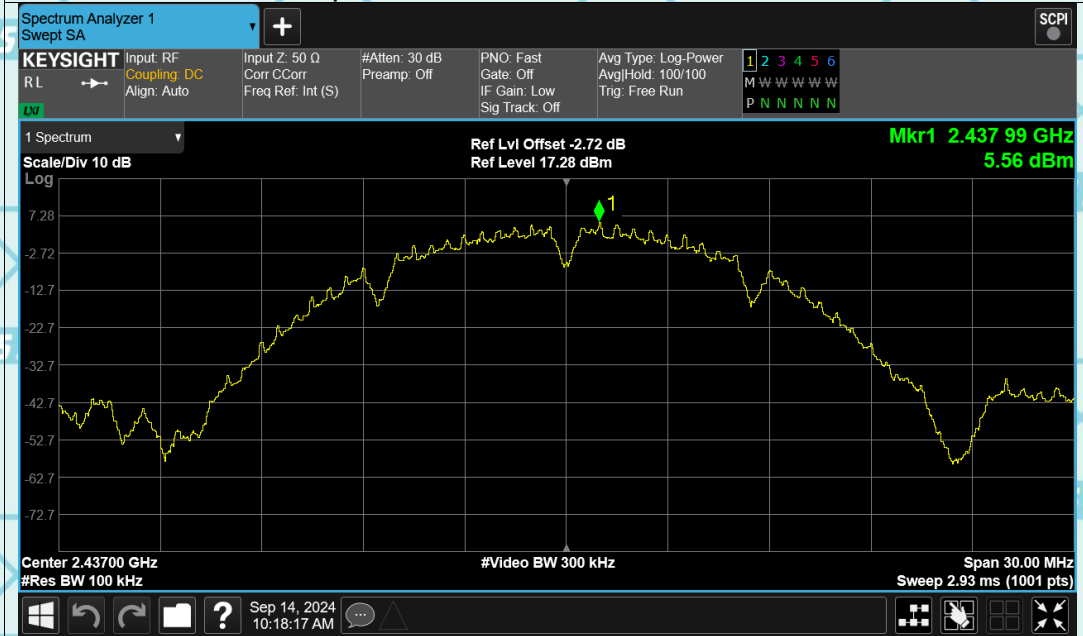 Spectrum Analyzer 1
Swept SA
+
SCPI
KEYSIGHT Input: RF Input Z: 50 Ω #Atten: 30 dB PNO: Fast Avg Type: Log-Power 1 2 3 4 5 6
RL Coupling: DC Corr CCorr Preamp: Off Gate: Off Avg|Hold: 100/100 M W W W W W
Align: Auto Freq Ref: Int (S) IF Gain: Low Trig: Free Run
LXI Sig Track: Off P N N N N N
1 Spectrum
Ref Lvl Offset -2.72 dB Mkr1 2.437 99 GHz
Scale/Div 10 dB Ref Level 17.28 dBm 5.56 dBm
Log
1
7.28
-2.72
-12.7
-22.7
-32.7
-42.7
-52.7
-62.7
-72.7
Center 2.43700 GHz #Video BW 300 kHz Span 30.00 MHz
#Res BW 100 kHz Sweep 2.93 ms (1001 pts)
? Sep 14, 2024
10:18:17 AM